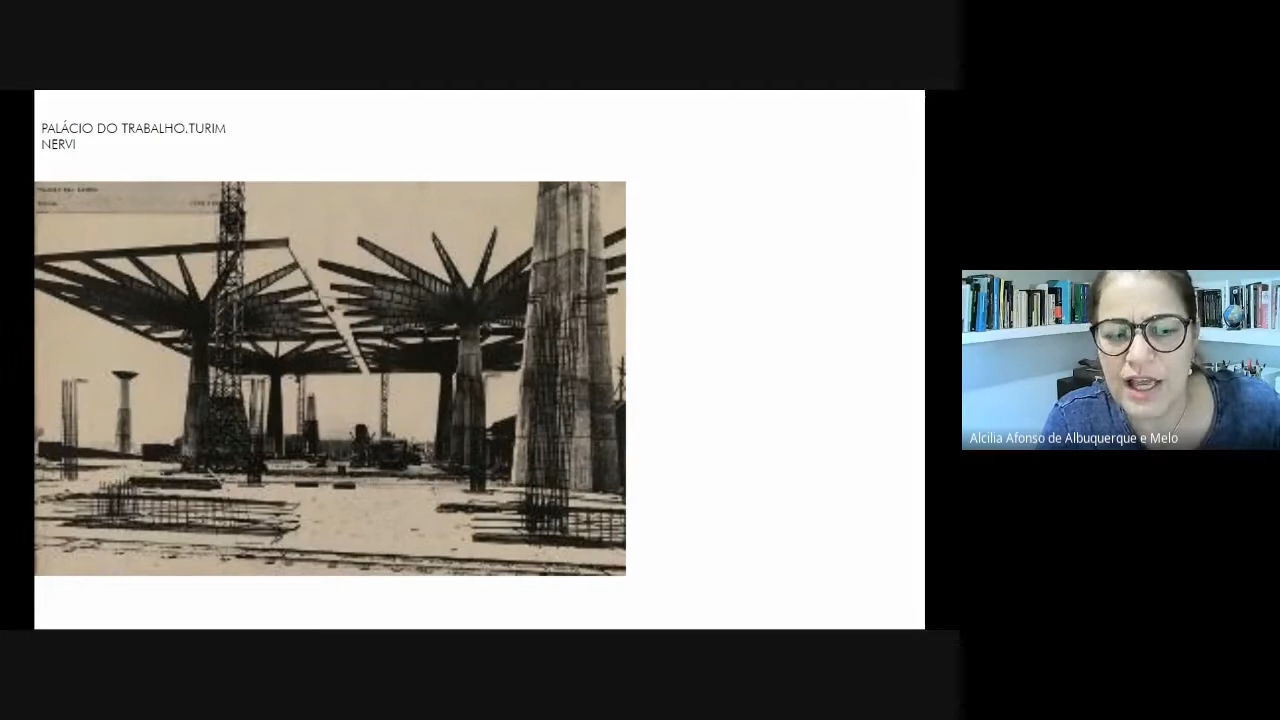 PALÁCIO DO TRABALHO.TURIM
NERVI
Alcilia Afonso de Albuquerque e Melo